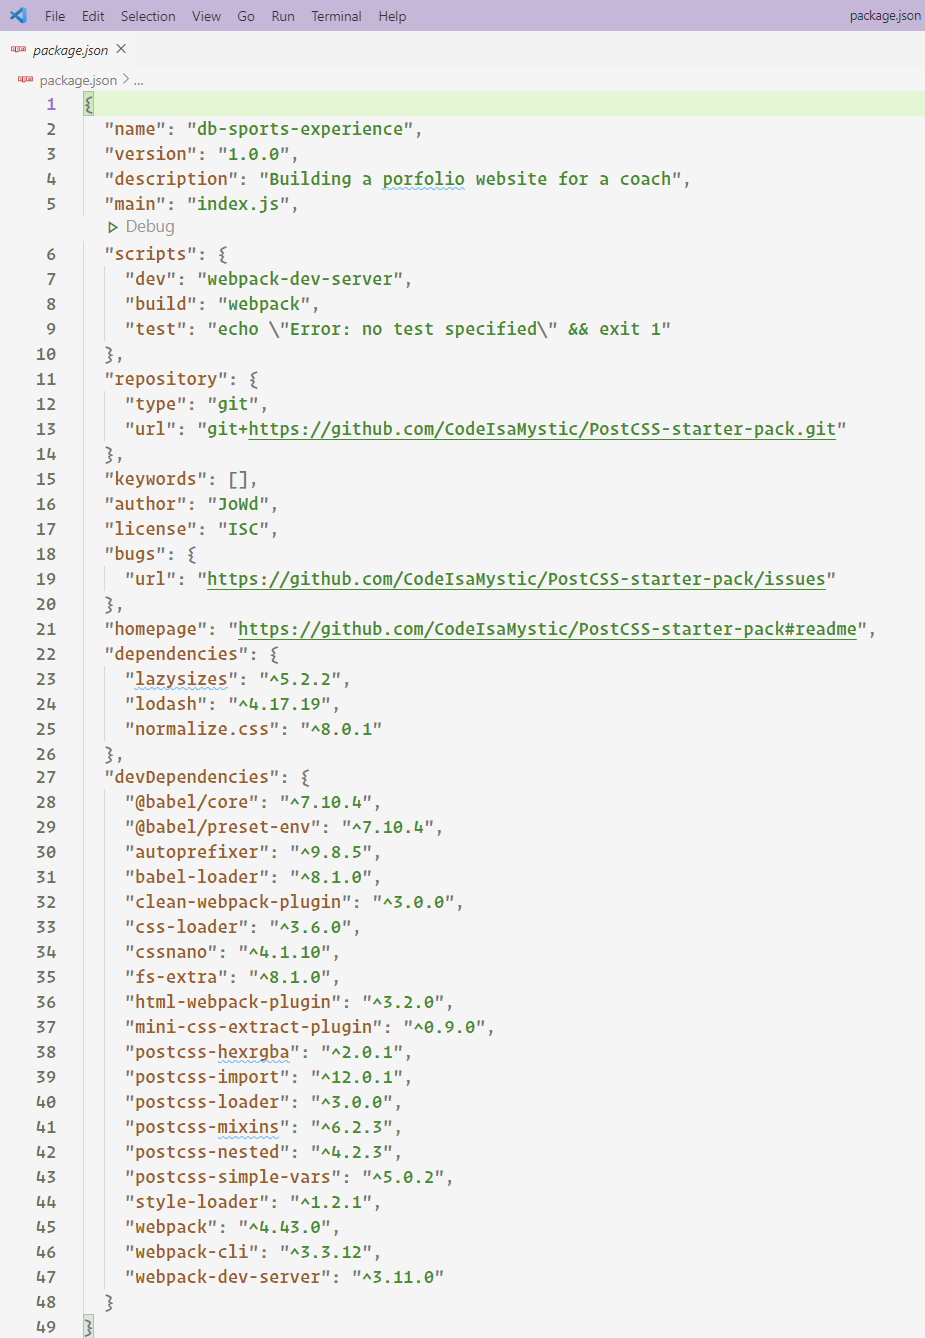 File Edit Selection View Go Run Terminal Help package.json
npm package.json ×
npm package.json > ...
1 {
2 "name": "db-sports-experience",
3 "version": "1.0.0",
4 "description": "Building a porfolio website for a coach",
5 "main": "index.js",
Debug
6 "scripts": {
7 "dev": "webpack-dev-server",
8 "build": "webpack",
9 "test": "echo \"Error: no test specified\" && exit 1"
10 },
11 "repository": {
12 "type": "git",
13 "url": "git+https://github.com/CodeIsaMystic/PostCSS-starter-pack.git"
14 },
15 "keywords": [],
16 "author": "JoWd",
17 "license": "ISC",
18 "bugs": {
19 "url": "https://github.com/CodeIsaMystic/PostCSS-starter-pack/issues"
20 },
21 "homepage": "https://github.com/CodeIsaMystic/PostCSS-starter-pack#readme",
22 "dependencies": {
23 "lazysizes": "^5.2.2",
24 "lodash": "^4.17.19",
25 "normalize.css": "^8.0.1"
26 },
27 "devDependencies": {
28 "@babel/core": "^7.10.4",
29 "@babel/preset-env": "^7.10.4",
30 "autoprefixer": "^9.8.5",
31 "babel-loader": "^8.1.0",
32 "clean-webpack-plugin": "^3.0.0",
33 "css-loader": "^3.6.0",
34 "cssnano": "^4.1.10",
35 "fs-extra": "^8.1.0",
36 "html-webpack-plugin": "^3.2.0",
37 "mini-css-extract-plugin": "^0.9.0",
38 "postcss-hexrgba": "^2.0.1",
39 "postcss-import": "^12.0.1",
40 "postcss-loader": "^3.0.0",
41 "postcss-mixins": "^6.2.3",
42 "postcss-nested": "^4.2.3",
43 "postcss-simple-vars": "^5.0.2",
44 "style-loader": "^1.2.1",
45 "webpack": "^4.43.0",
46 "webpack-cli": "^3.3.12",
47 "webpack-dev-server": "^3.11.0"
48 }
49 }